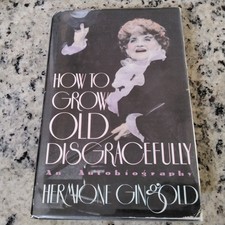 HOW TO
GROW
OLD
DISGRACEFULLY
An Autobiography
HERMIONE GINGOLD